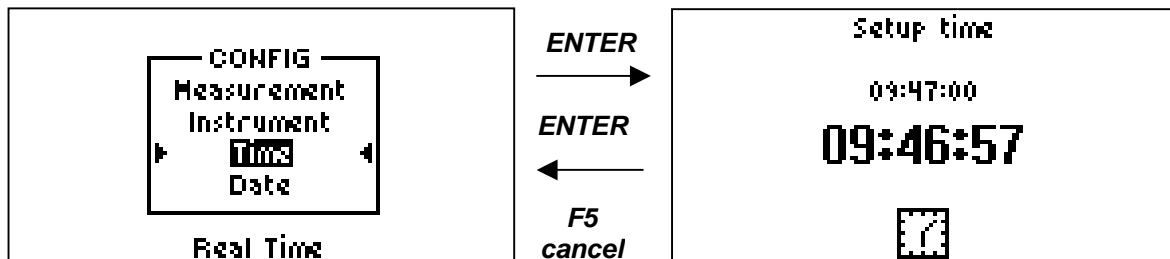 CONFIG
Measurement
Instrument
Time
Date
Real Time
ENTER
ENTER
F5
cancel
Setup time
09:47:00
09:46:57